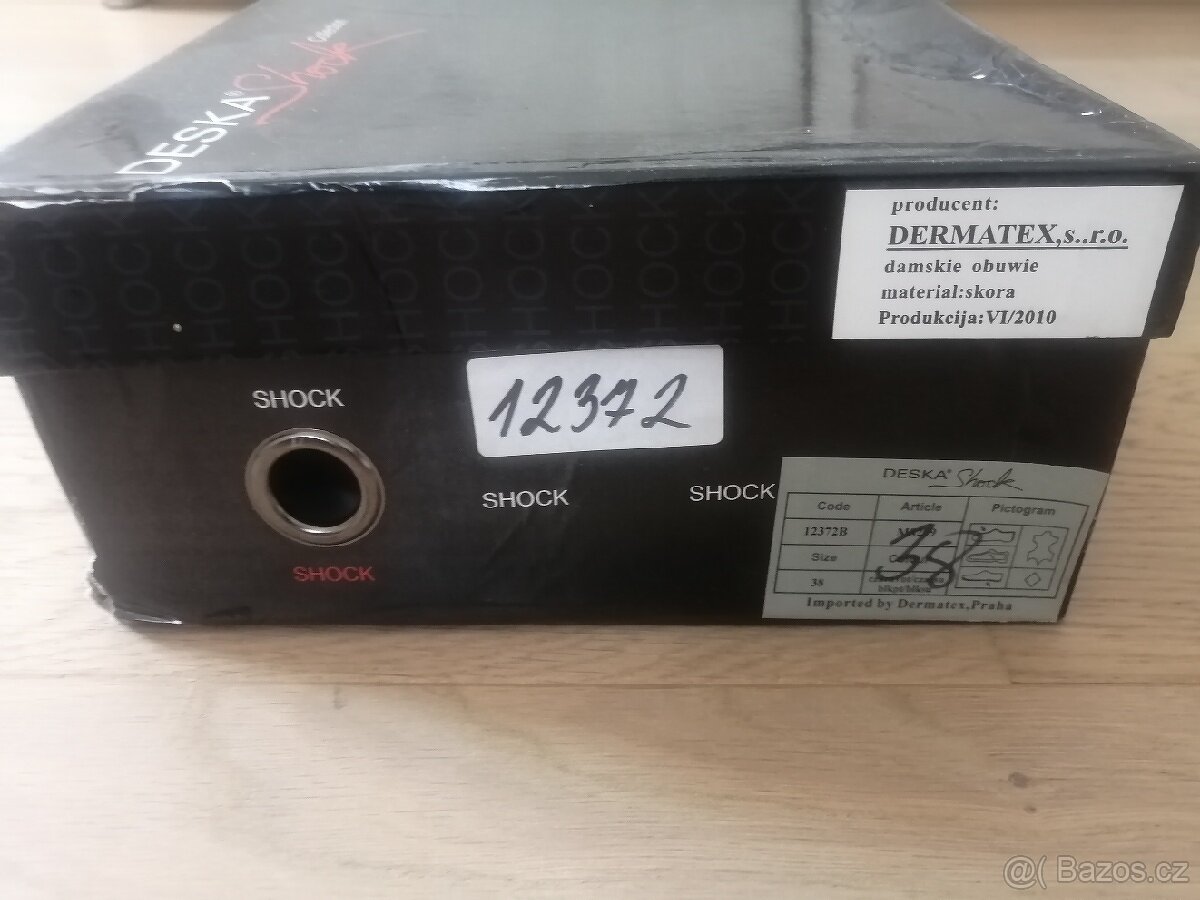 DESKA® Shock
producent:
DERMATEX,s..r.o.
damskie obuwie
material:skora
Produkcija: VI/2010
SHOCK
12372
SHOCK
SHOCK
SHOCK
DESKA® Shock
Code Article Pictogram
12372B
Size
38
38
Imported by Dermatex,Praha
@( Bazos.cz